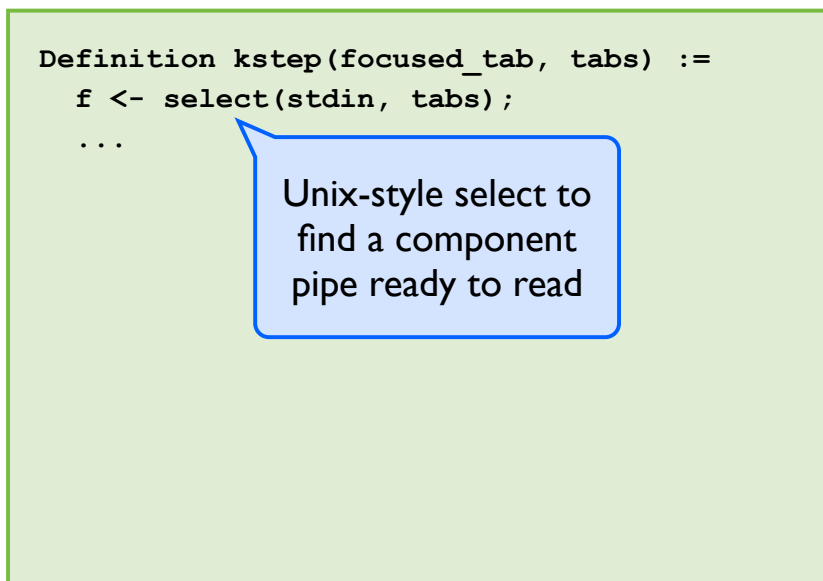 Definition kstep(focused_tab, tabs) :=
f <- select(stdin, tabs);
...
Unix-style select to
find a component
pipe ready to read